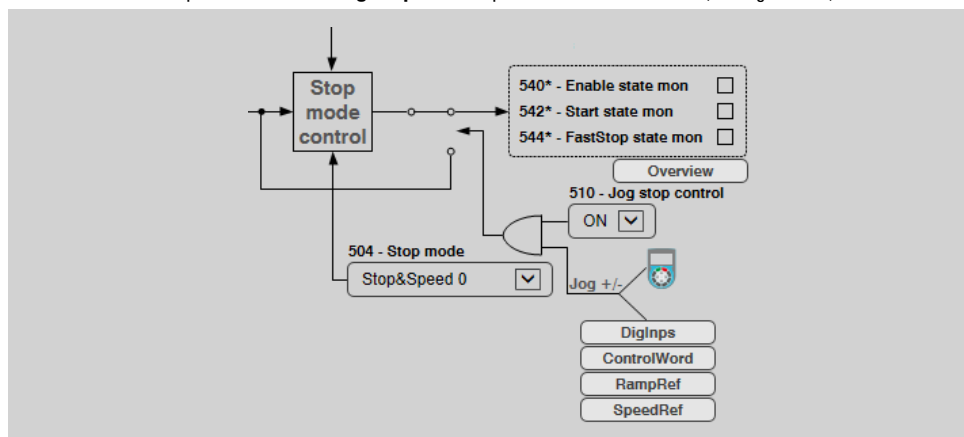 Stop
mode
control
540* - Enable state mon
542* - Start state mon
544* - FastStop state mon
Overview
510 - Jog stop control
ON
504 - Stop mode
Stop&Speed 0
Jog +/-
DigInps
ControlWord
RampRef
SpeedRef